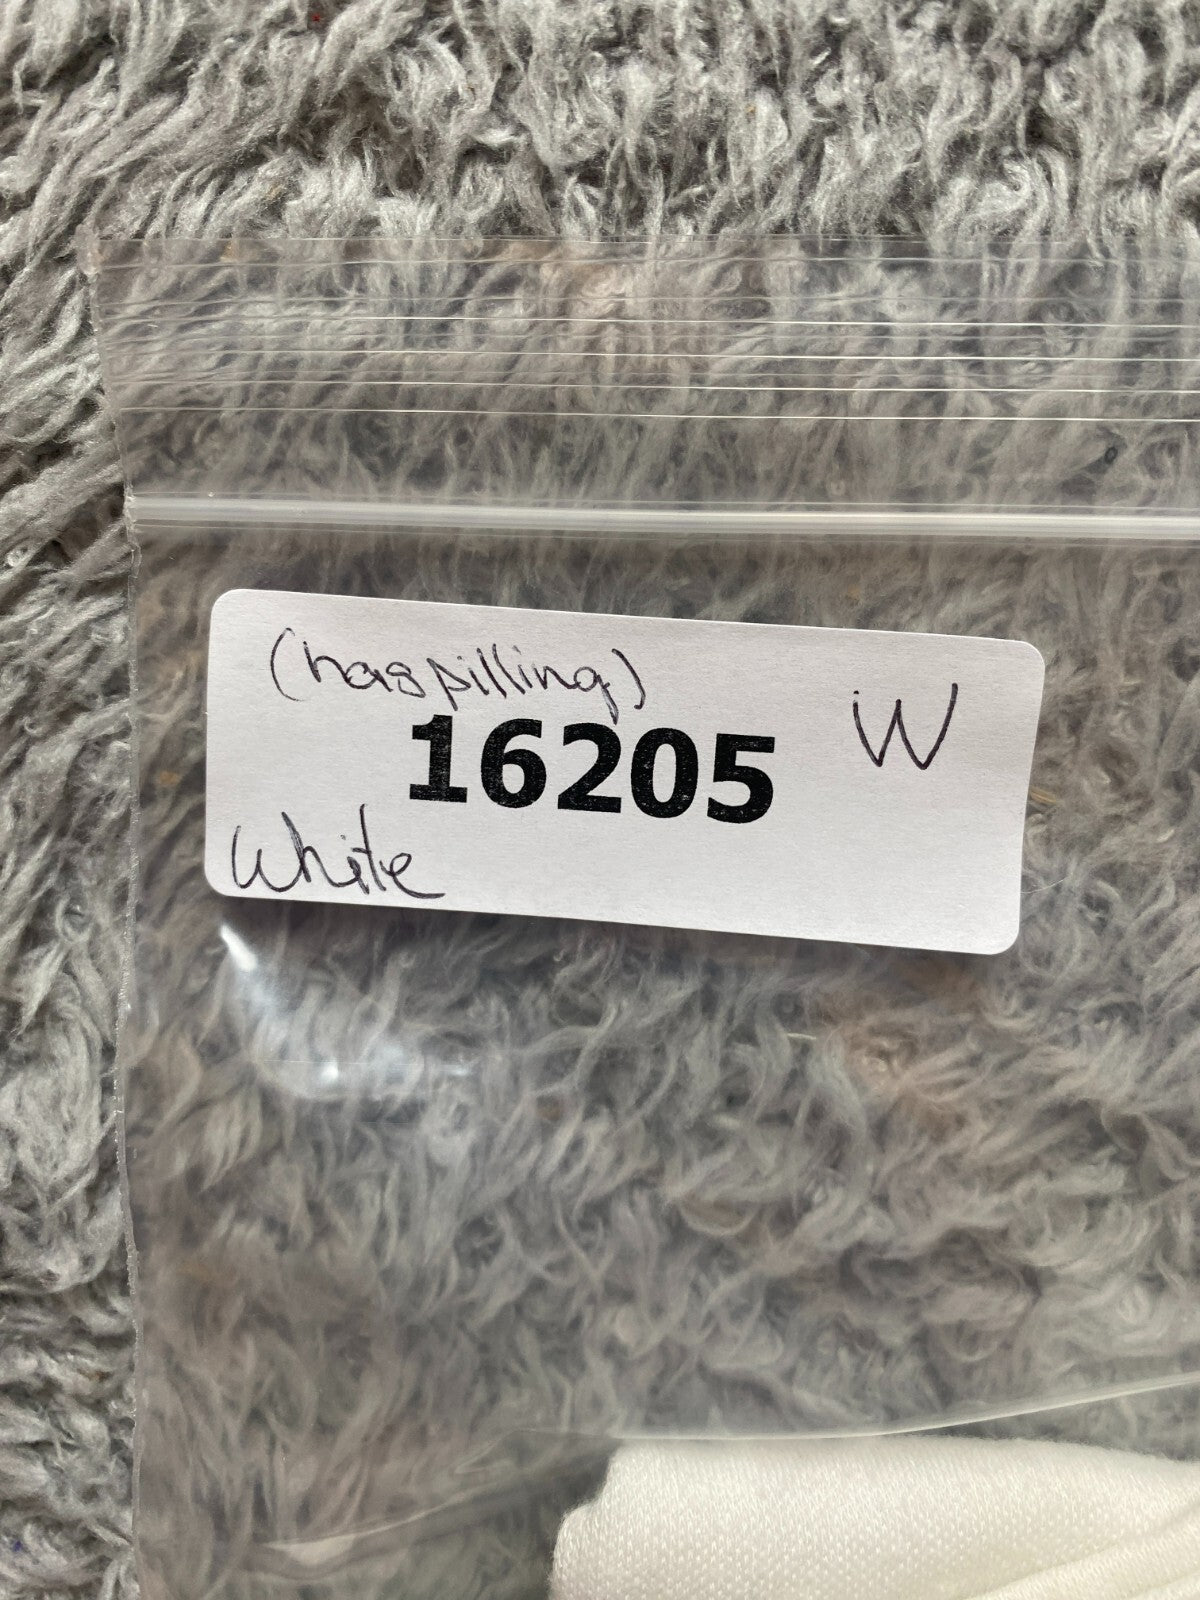 (has pilling)
16205 W
White